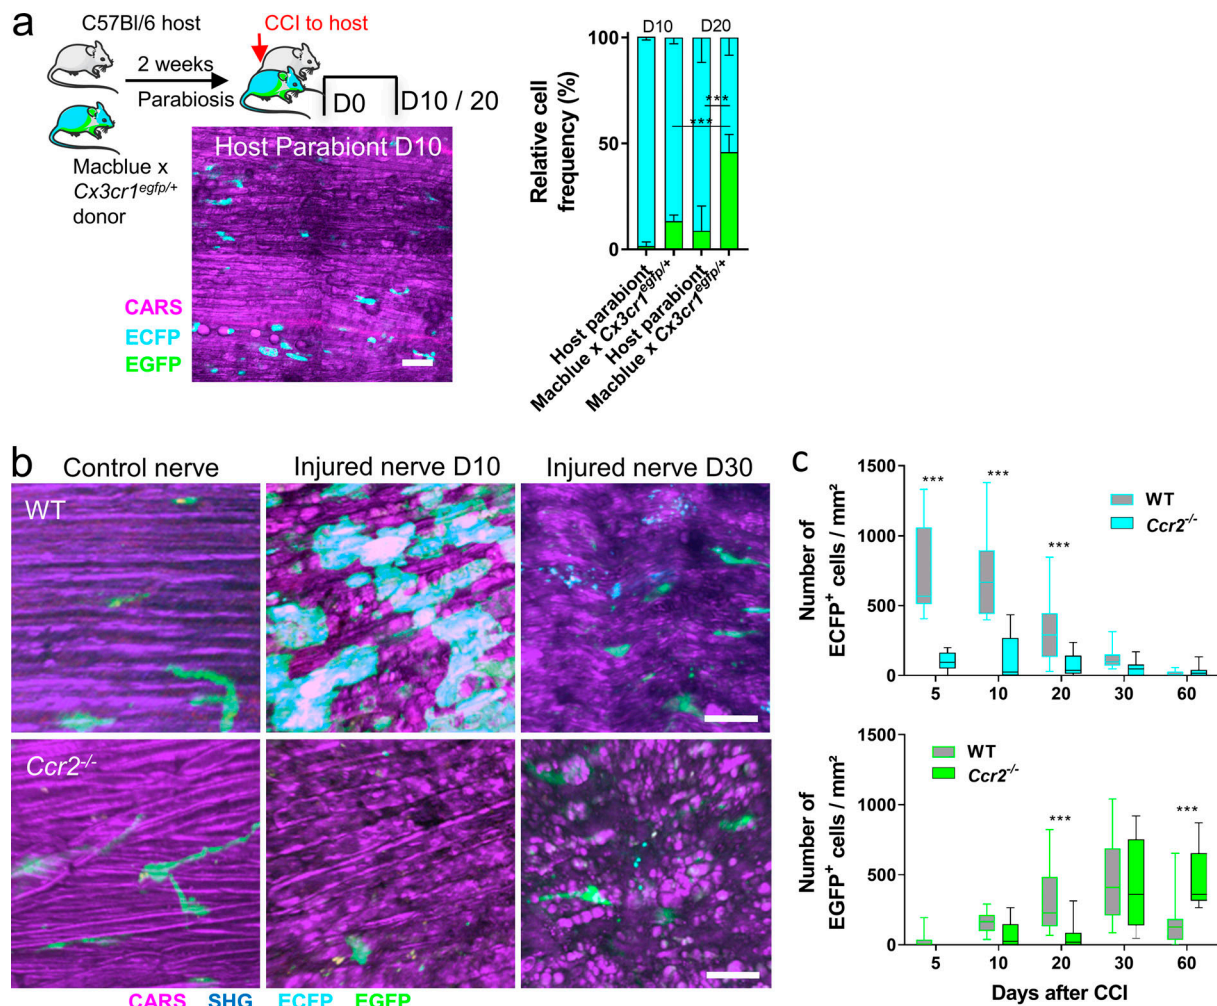 a
C57Bl/6 host
CCI to host
2 weeks
Parabiosis
D0
D10 / 20
Macblue x
Cx3cr1egfp/+
donor
Host Parabiont D10
CARS
ECFP
EGFP
D10
D20
Relative cell
frequency (%)
100
50
0
***
***
Host parabiont
Macblue x Cx3cr1egfp/+
Host parabiont
Macblue x Cx3cr1egfp/+
b
Control nerve
Injured nerve D10
Injured nerve D30
WT
Ccr2-/-
CARS
SHG
ECFP
EGFP
c
Number of
ECFP+ cells / mm²
1500
1000
500
0
***
***
***
WT
Ccr2-/-
5
10
20
30
60
Number of
EGFP+ cells / mm²
1500
1000
500
0
WT
Ccr2-/-
***
***
5
10
20
30
60
Days after CCI